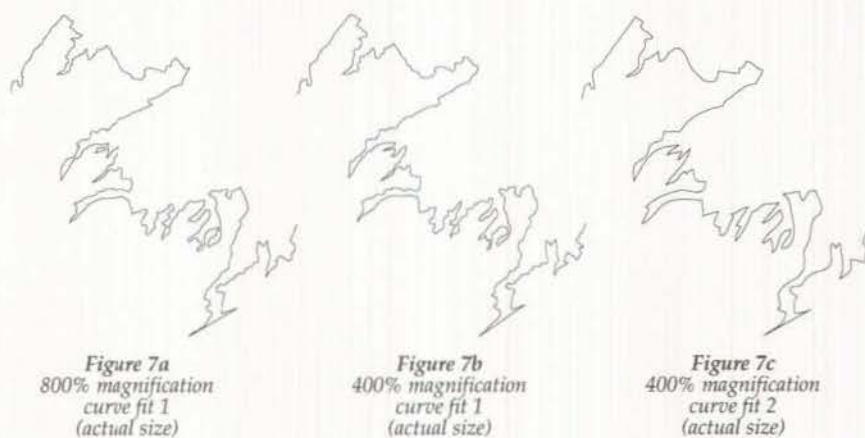 Figure 7a
800% magnification
curve fit 1
(actual size)
Figure 7b
400% magnification
curve fit 1
(actual size)
Figure 7c
400% magnification
curve fit 2
(actual size)